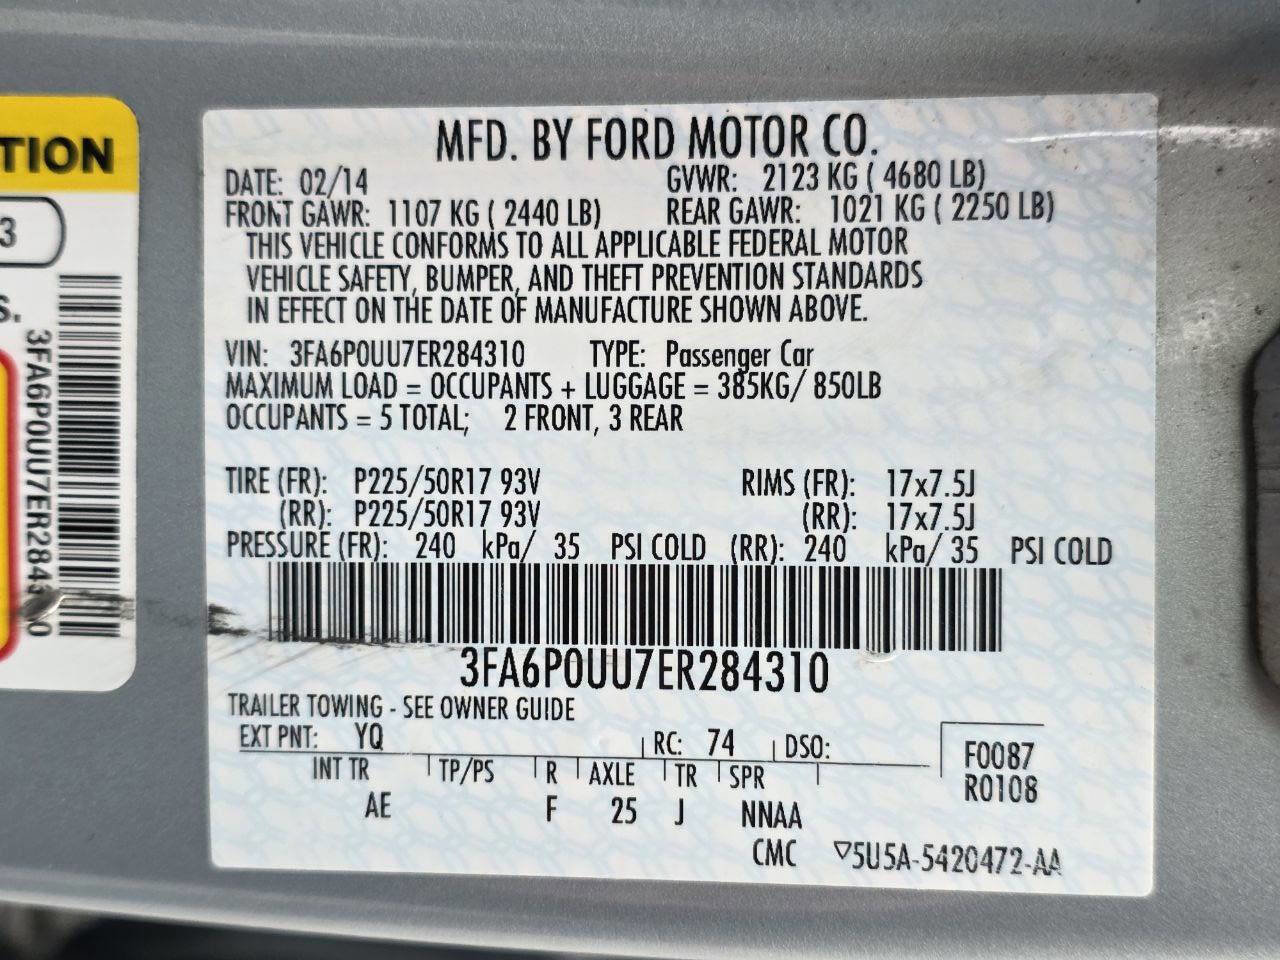 TION
3
S.
3FA6P0UU7ER284310
MFD. BY FORD MOTOR CO.
DATE: 02/14 GVWR: 2123 KG ( 4680 LB)
FRONT GAWR: 1107 KG ( 2440 LB) REAR GAWR: 1021 KG ( 2250 LB)
THIS VEHICLE CONFORMS TO ALL APPLICABLE FEDERAL MOTOR
VEHICLE SAFETY, BUMPER, AND THEFT PREVENTION STANDARDS
IN EFFECT ON THE DATE OF MANUFACTURE SHOWN ABOVE.
VIN: 3FA6P0UU7ER284310 TYPE: Passenger Car
MAXIMUM LOAD = OCCUPANTS + LUGGAGE = 385KG/ 850LB
OCCUPANTS = 5 TOTAL; 2 FRONT, 3 REAR
TIRE (FR): P225/50R17 93V RIMS (FR): 17x7.5J
(RR): P225/50R17 93V (RR): 17x7.5J
PRESSURE (FR): 240 kPa/ 35 PSI COLD (RR): 240 kPa/ 35 PSI COLD
3FA6P0UU7ER284310
TRAILER TOWING - SEE OWNER GUIDE
EXT PNT: YQ RC: 74 DSO: F0087
INT TR TP/PS R AXLE TR SPR R0108
AE F 25 J NNAA
CMC ▽5U5A-5420472-AA